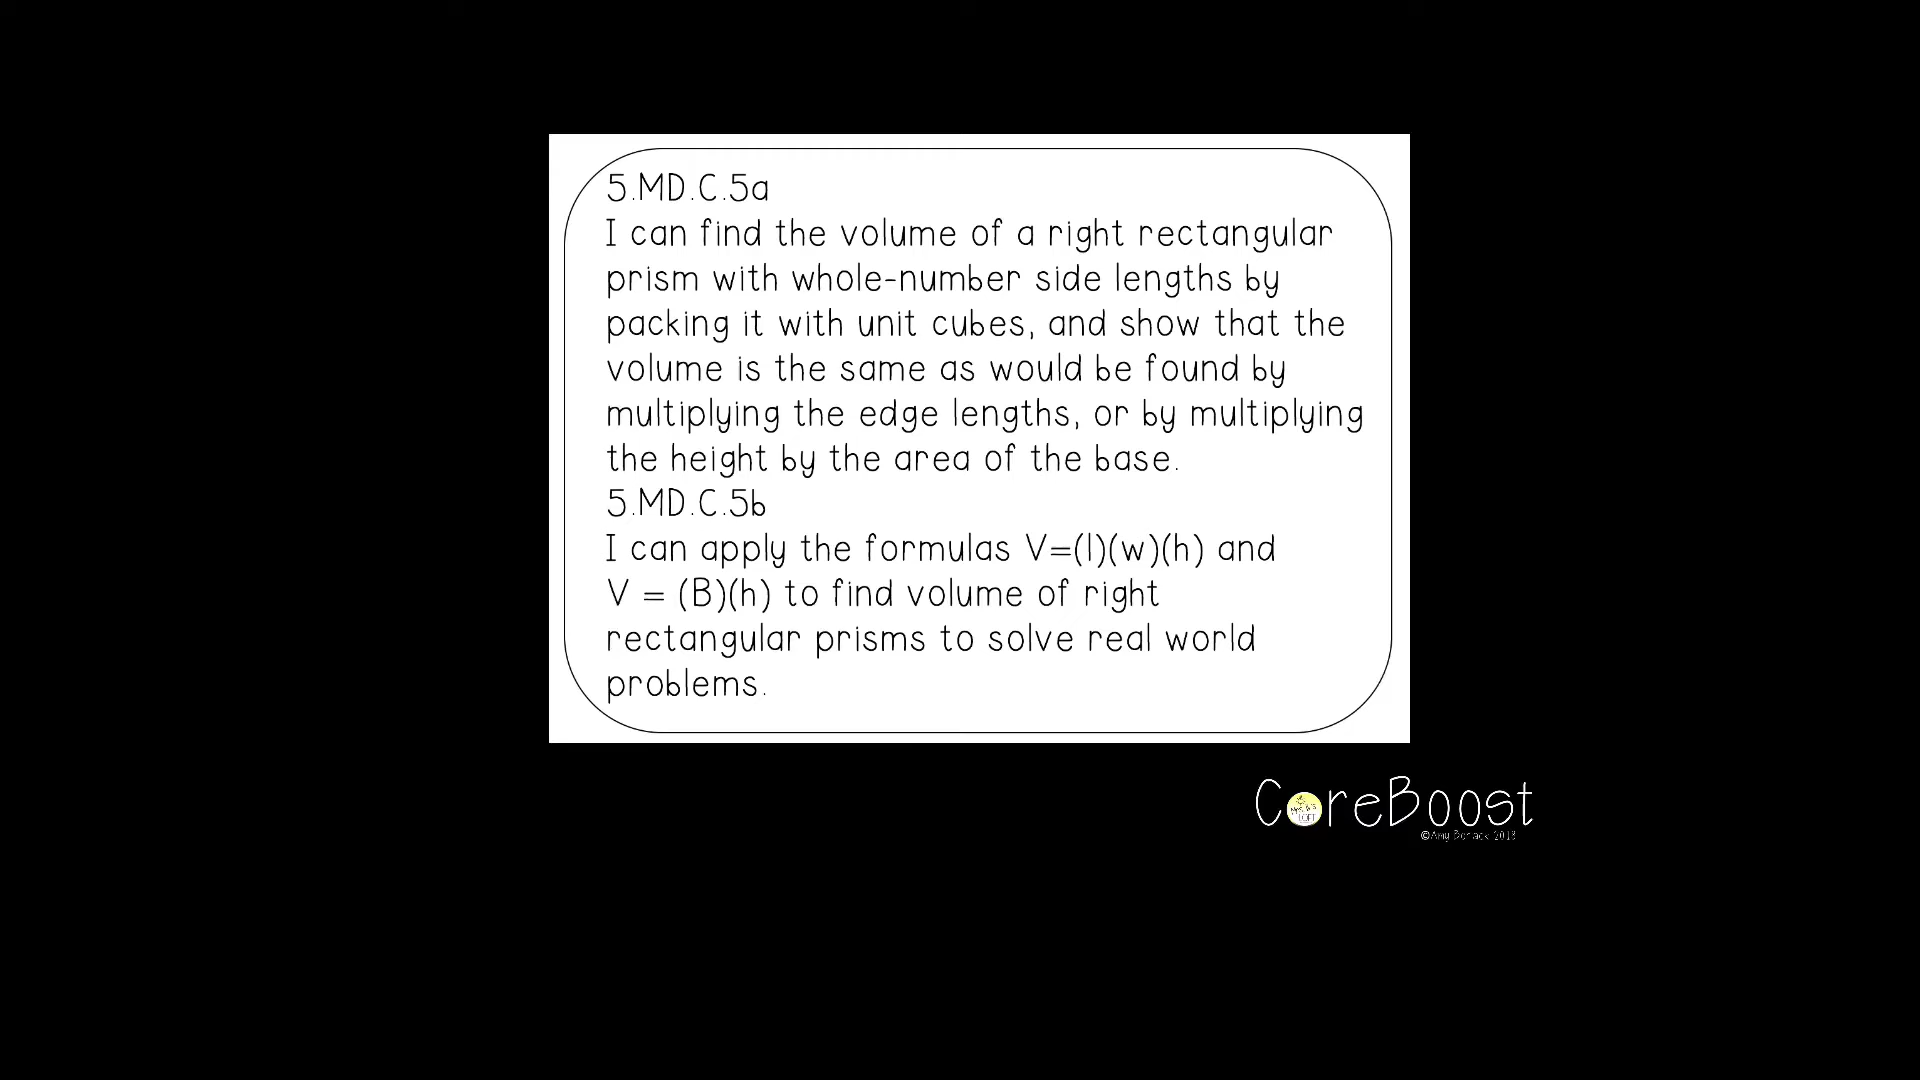 5.MD.C.5a
I can find the volume of a right rectangular
prism with whole-number side lengths by
packing it with unit cubes, and show that the
volume is the same as would be found by
multiplying the edge lengths, or by multiplying
the height by the area of the base.
5.MD.C.5b
I can apply the formulas V=(l)(w)(h) and
V = (B)(h) to find volume of right
rectangular prisms to solve real world
problems.
CoreBoost
LOFT
©Amy 2013